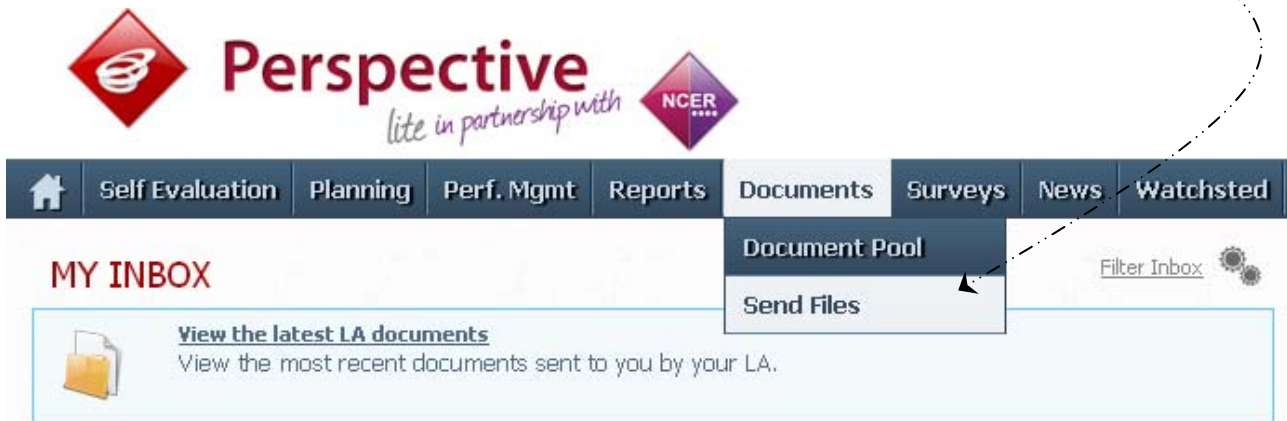 Perspective
lite in partnership with
NCER
Self Evaluation Planning Perf. Mgmt Reports Documents Surveys News Watchsted
Document Pool
Send Files
MY INBOX
Filter Inbox
View the latest LA documents
View the most recent documents sent to you by your LA.